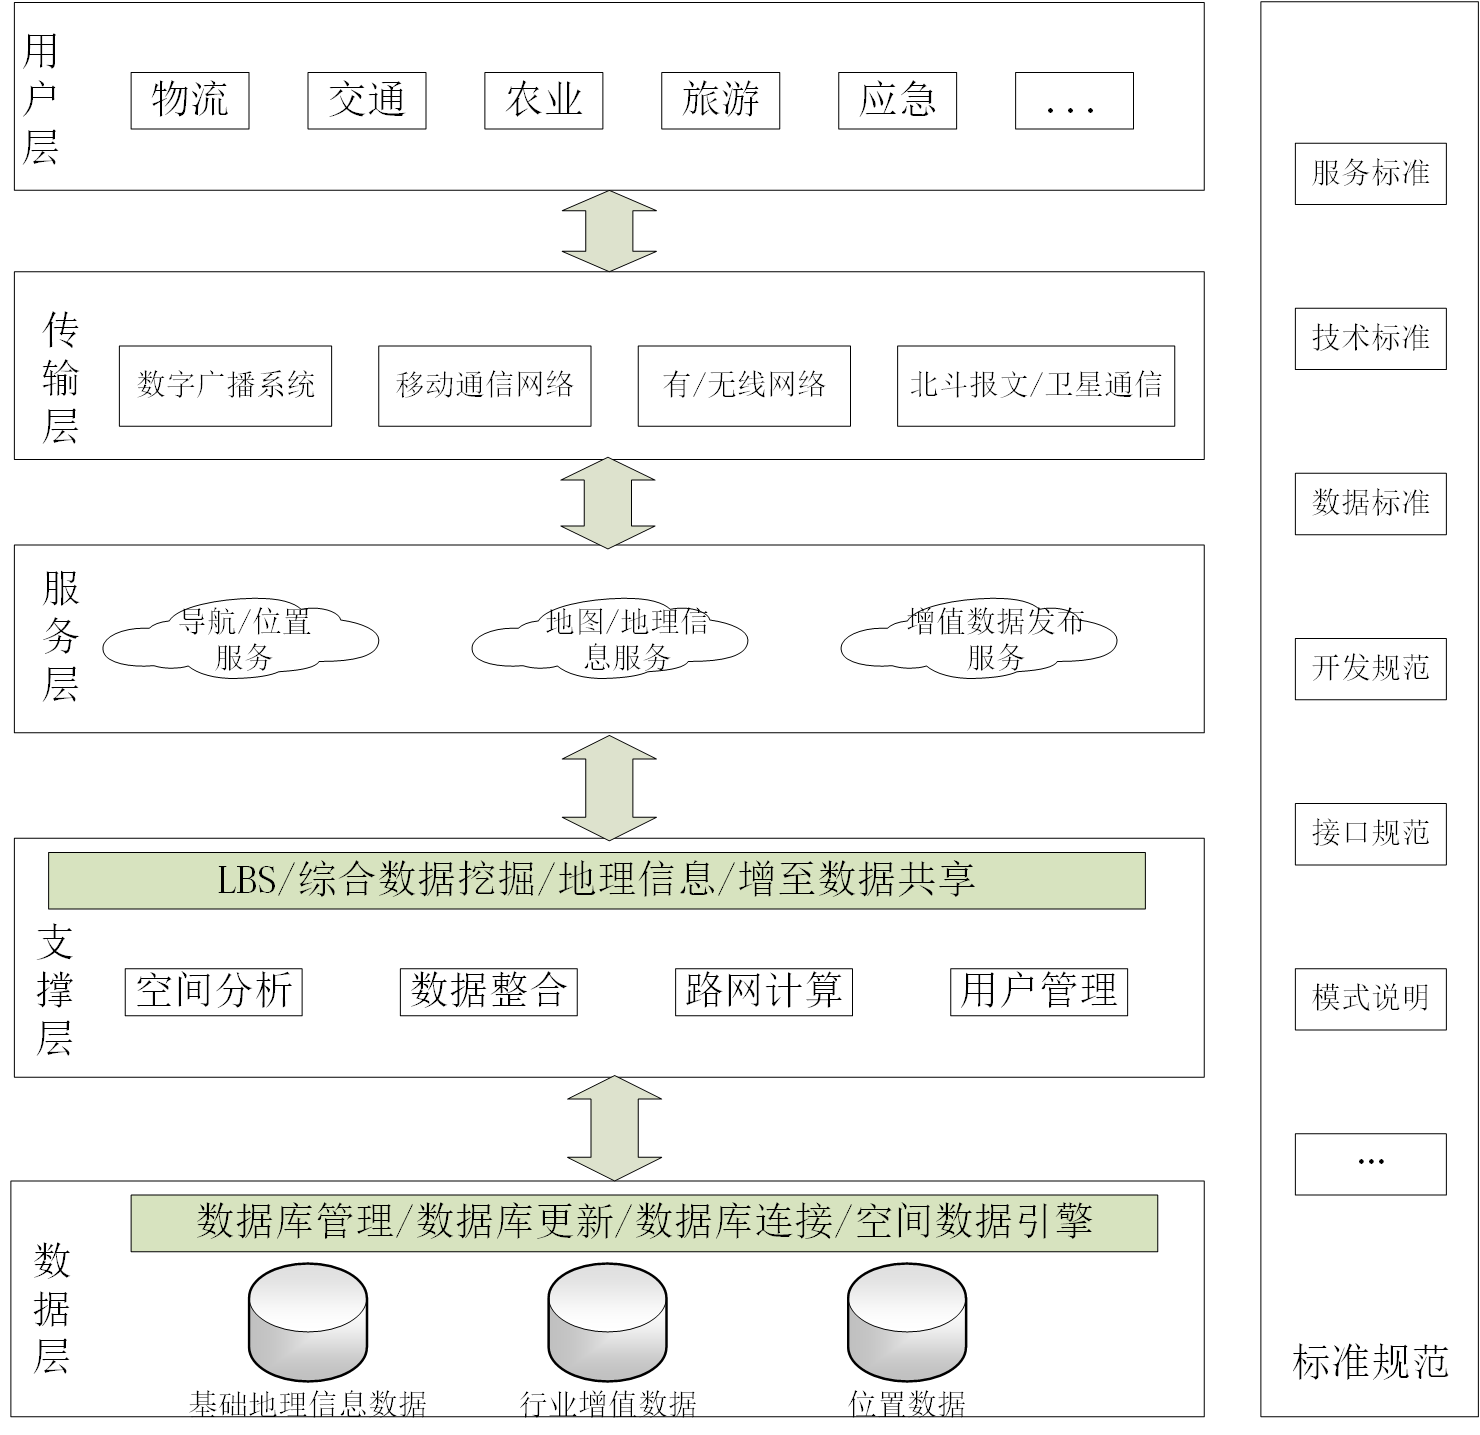 用户层
物流
交通
农业
旅游
应急
...
传输层
数字广播系统
移动通信网络
有/无线网络
北斗报文/卫星通信
服务层
导航/位置
服务
地图/地理信
息服务
增值数据发布
服务
支撑层
LBS/综合数据挖掘/地理信息/增至数据共享
空间分析
数据整合
路网计算
用户管理
数据层
数据库管理/数据库更新/数据库连接/空间数据引擎
基础地理信息数据
行业增值数据
位置数据
服务标准
技术标准
数据标准
开发规范
接口规范
模式说明
...
标准规范